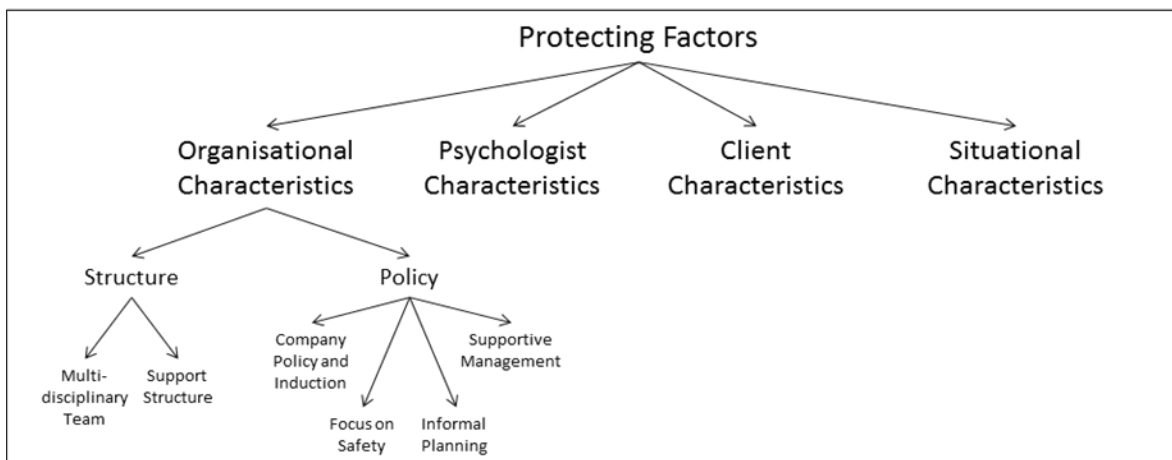 Protecting Factors
Organisational
Characteristics
Psychologist
Characteristics
Client
Characteristics
Situational
Characteristics
Structure
Policy
Multi-
disciplinary
Team
Support
Structure
Company
Policy and
Induction
Focus on
Safety
Informal
Planning
Supportive
Management